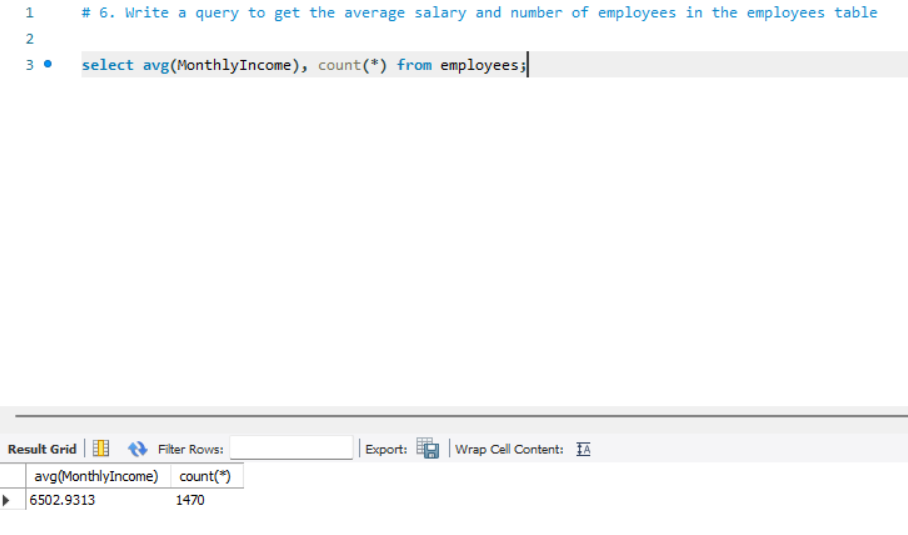 1 # 6. Write a query to get the average salary and number of employees in the employees table
2
3 select avg(MonthlyIncome), count(*) from employees;
Result Grid Filter Rows: Export: Wrap Cell Content: IA
avg(MonthlyIncome) count(*)
6502.9313 1470